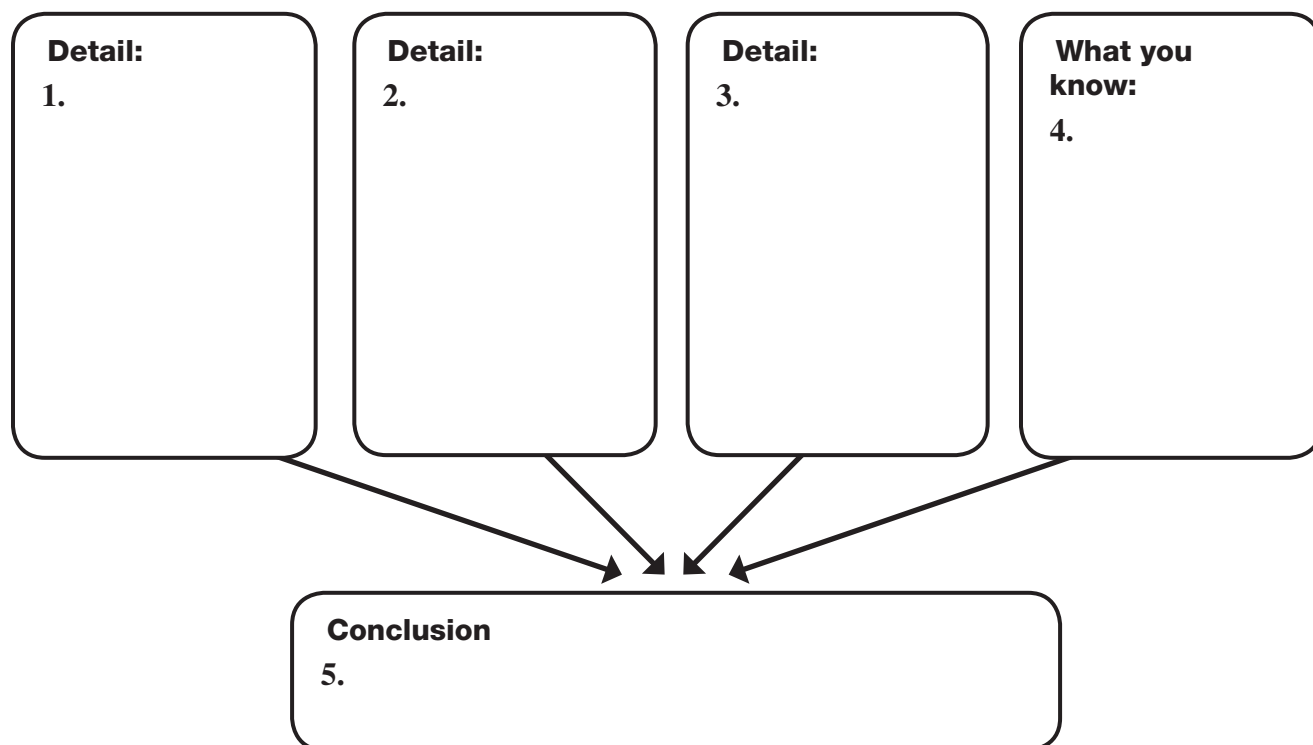 Detail:
1.
Detail:
2.
Detail:
3.
What you
know:
4.
Conclusion
5.